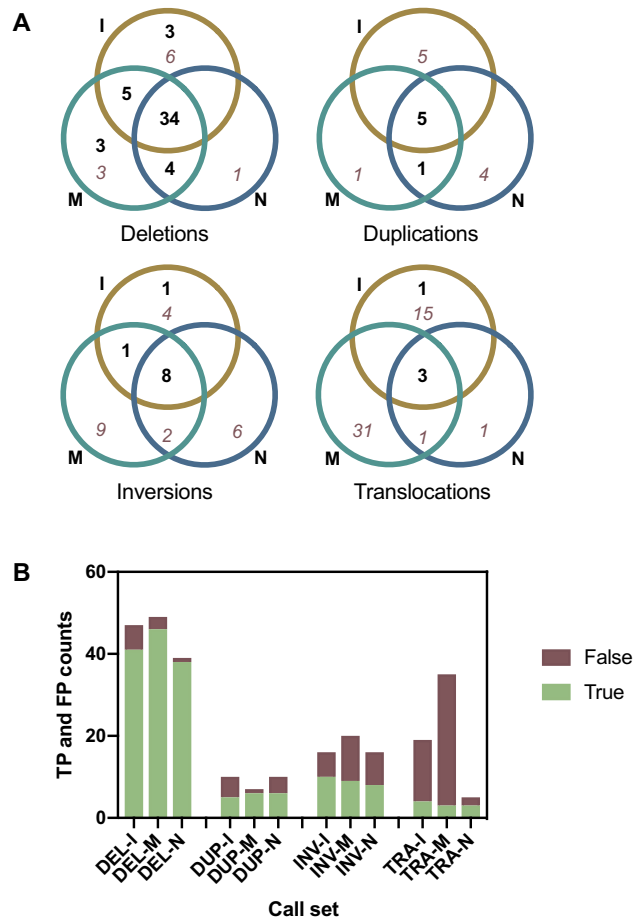 A
I
3
6
5
34
3
3
4
1
M
N
Deletions
I
5
5
1
1
4
M
N
Duplications
I
1
4
1
8
9
2
6
M
N
Inversions
I
1
15
3
31
1
1
M
N
Translocations
B
TP and FP counts
60
40
20
0
DEL-I
DEL-M
DEL-N
DUP-I
DUP-M
DUP-N
INV-I
INV-M
INV-N
TRA-I
TRA-M
TRA-N
Call set
False
True